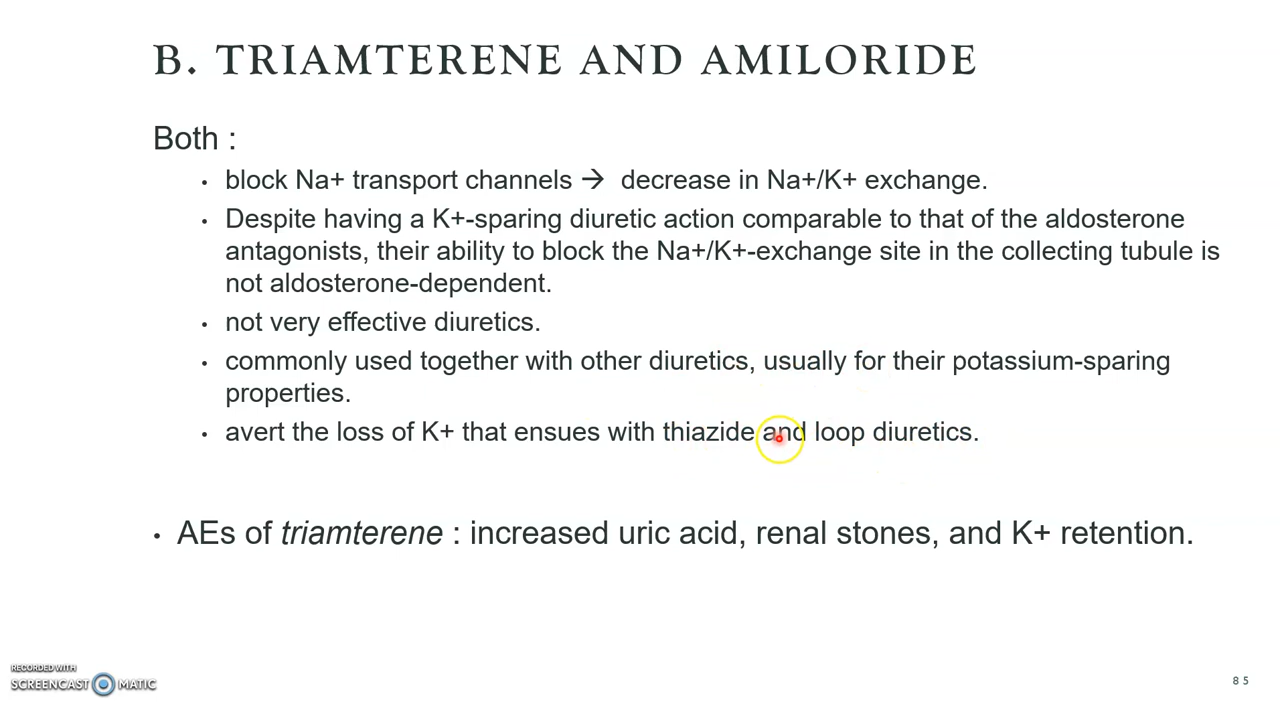 B. TRIAMTERENE AND AMILORIDE
Both :
• block Na+ transport channels → decrease in Na+/K+ exchange.
• Despite having a K+-sparing diuretic action comparable to that of the aldosterone
antagonists, their ability to block the Na+/K+-exchange site in the collecting tubule is
not aldosterone-dependent.
• not very effective diuretics.
• commonly used together with other diuretics, usually for their potassium-sparing
properties.
• avert the loss of K+ that ensues with thiazide and loop diuretics.
• AEs of triamterene : increased uric acid, renal stones, and K+ retention.
RECORDED WITH
SCREENCAST MATIC
85